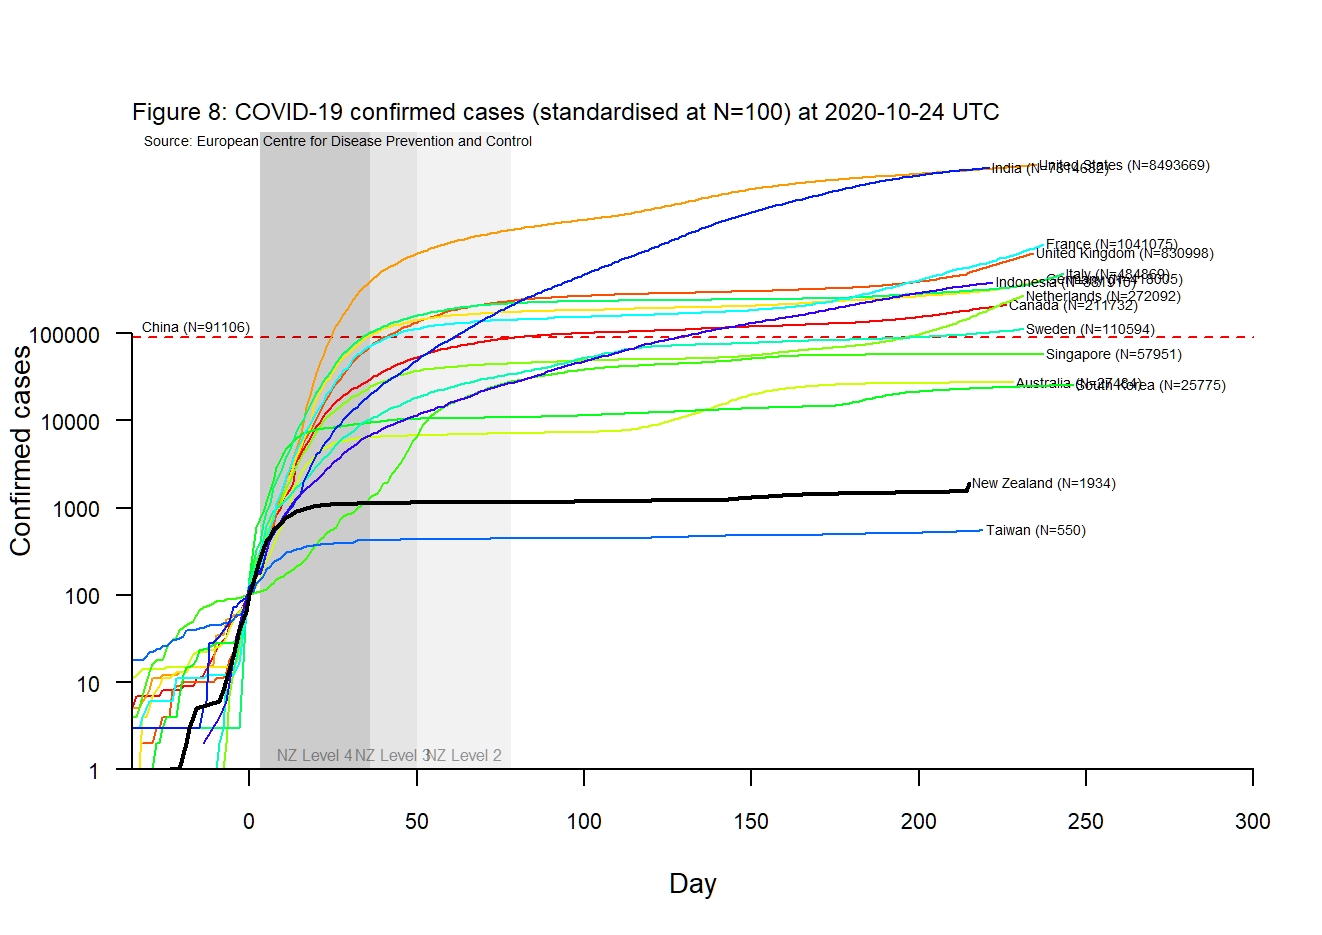 Figure 8: COVID-19 confirmed cases (standardised at N=100) at 2020-10-24 UTC
Source: European Centre for Disease Prevention and Control
United States (N=8493669)
India (N=7814682)
France (N=1041075)
United Kingdom (N=830998)
Italy (N=484869)
Germany (N=418005)
Indonesia
Netherlands (N=272092)
Canada (N=211732)
China (N=91106)
Sweden (N=110594)
Singapore (N=57951)
Australia (N=27484)
South Korea (N=25775)
New Zealand (N=1934)
Taiwan (N=550)
Confirmed cases
100000
10000
1000
100
10
1
NZ Level 4
NZ Level 3
NZ Level 2
0
50
100
150
200
250
300
Day